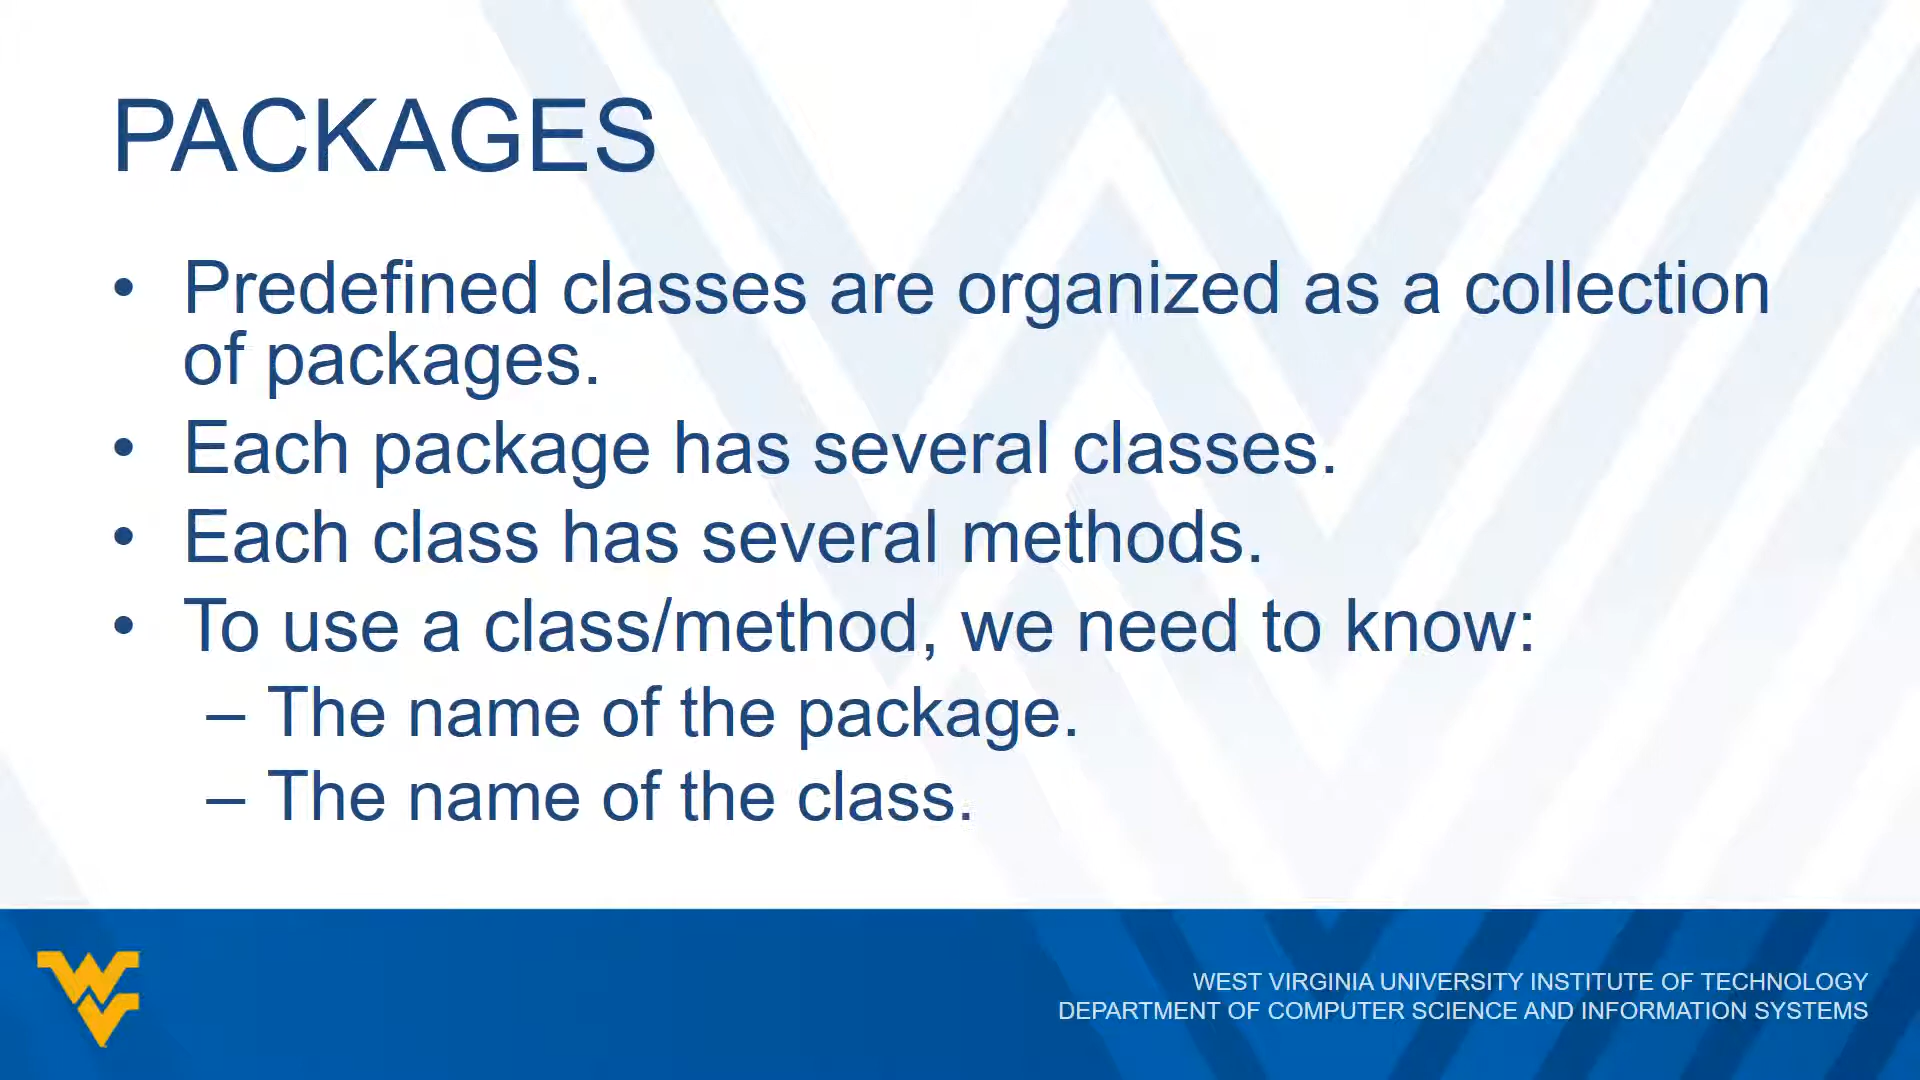 PACKAGES
• Predefined classes are organized as a collection
of packages.
• Each package has several classes.
• Each class has several methods.
• To use a class/method, we need to know:
– The name of the package.
– The name of the class.
WEST VIRGINIA UNIVERSITY INSTITUTE OF TECHNOLOGY
DEPARTMENT OF COMPUTER SCIENCE AND INFORMATION SYSTEMS